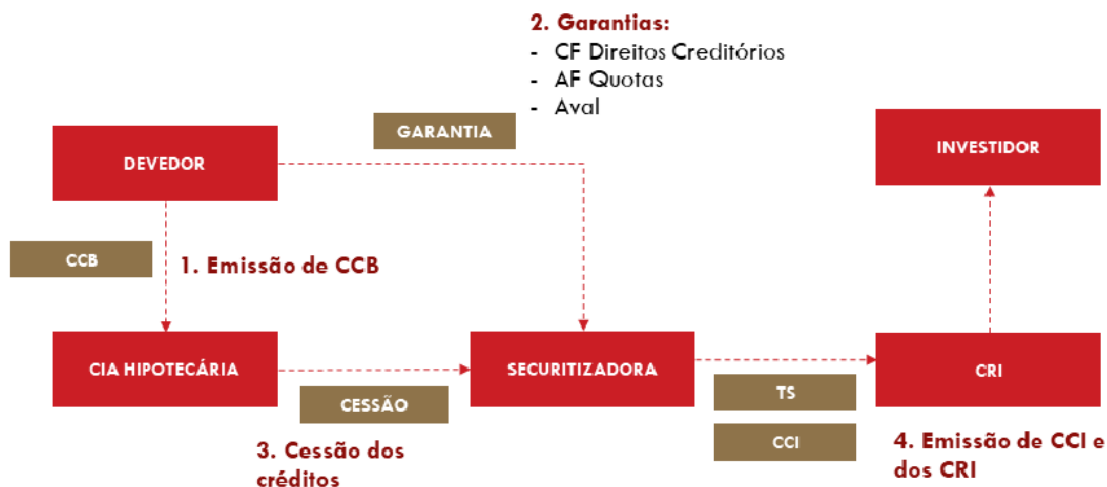 2. Garantias:
- CF Direitos Creditórios
- AF Quotas
- Aval
GARANTIA
DEVEDOR
INVESTIDOR
CCB
1. Emissão de CCB
CIA HIPOTECÁRIA
SECURITIZADORA
CRI
CESSÃO
TS
CCI
3. Cessão dos
créditos
4. Emissão de CCI e
dos CRI